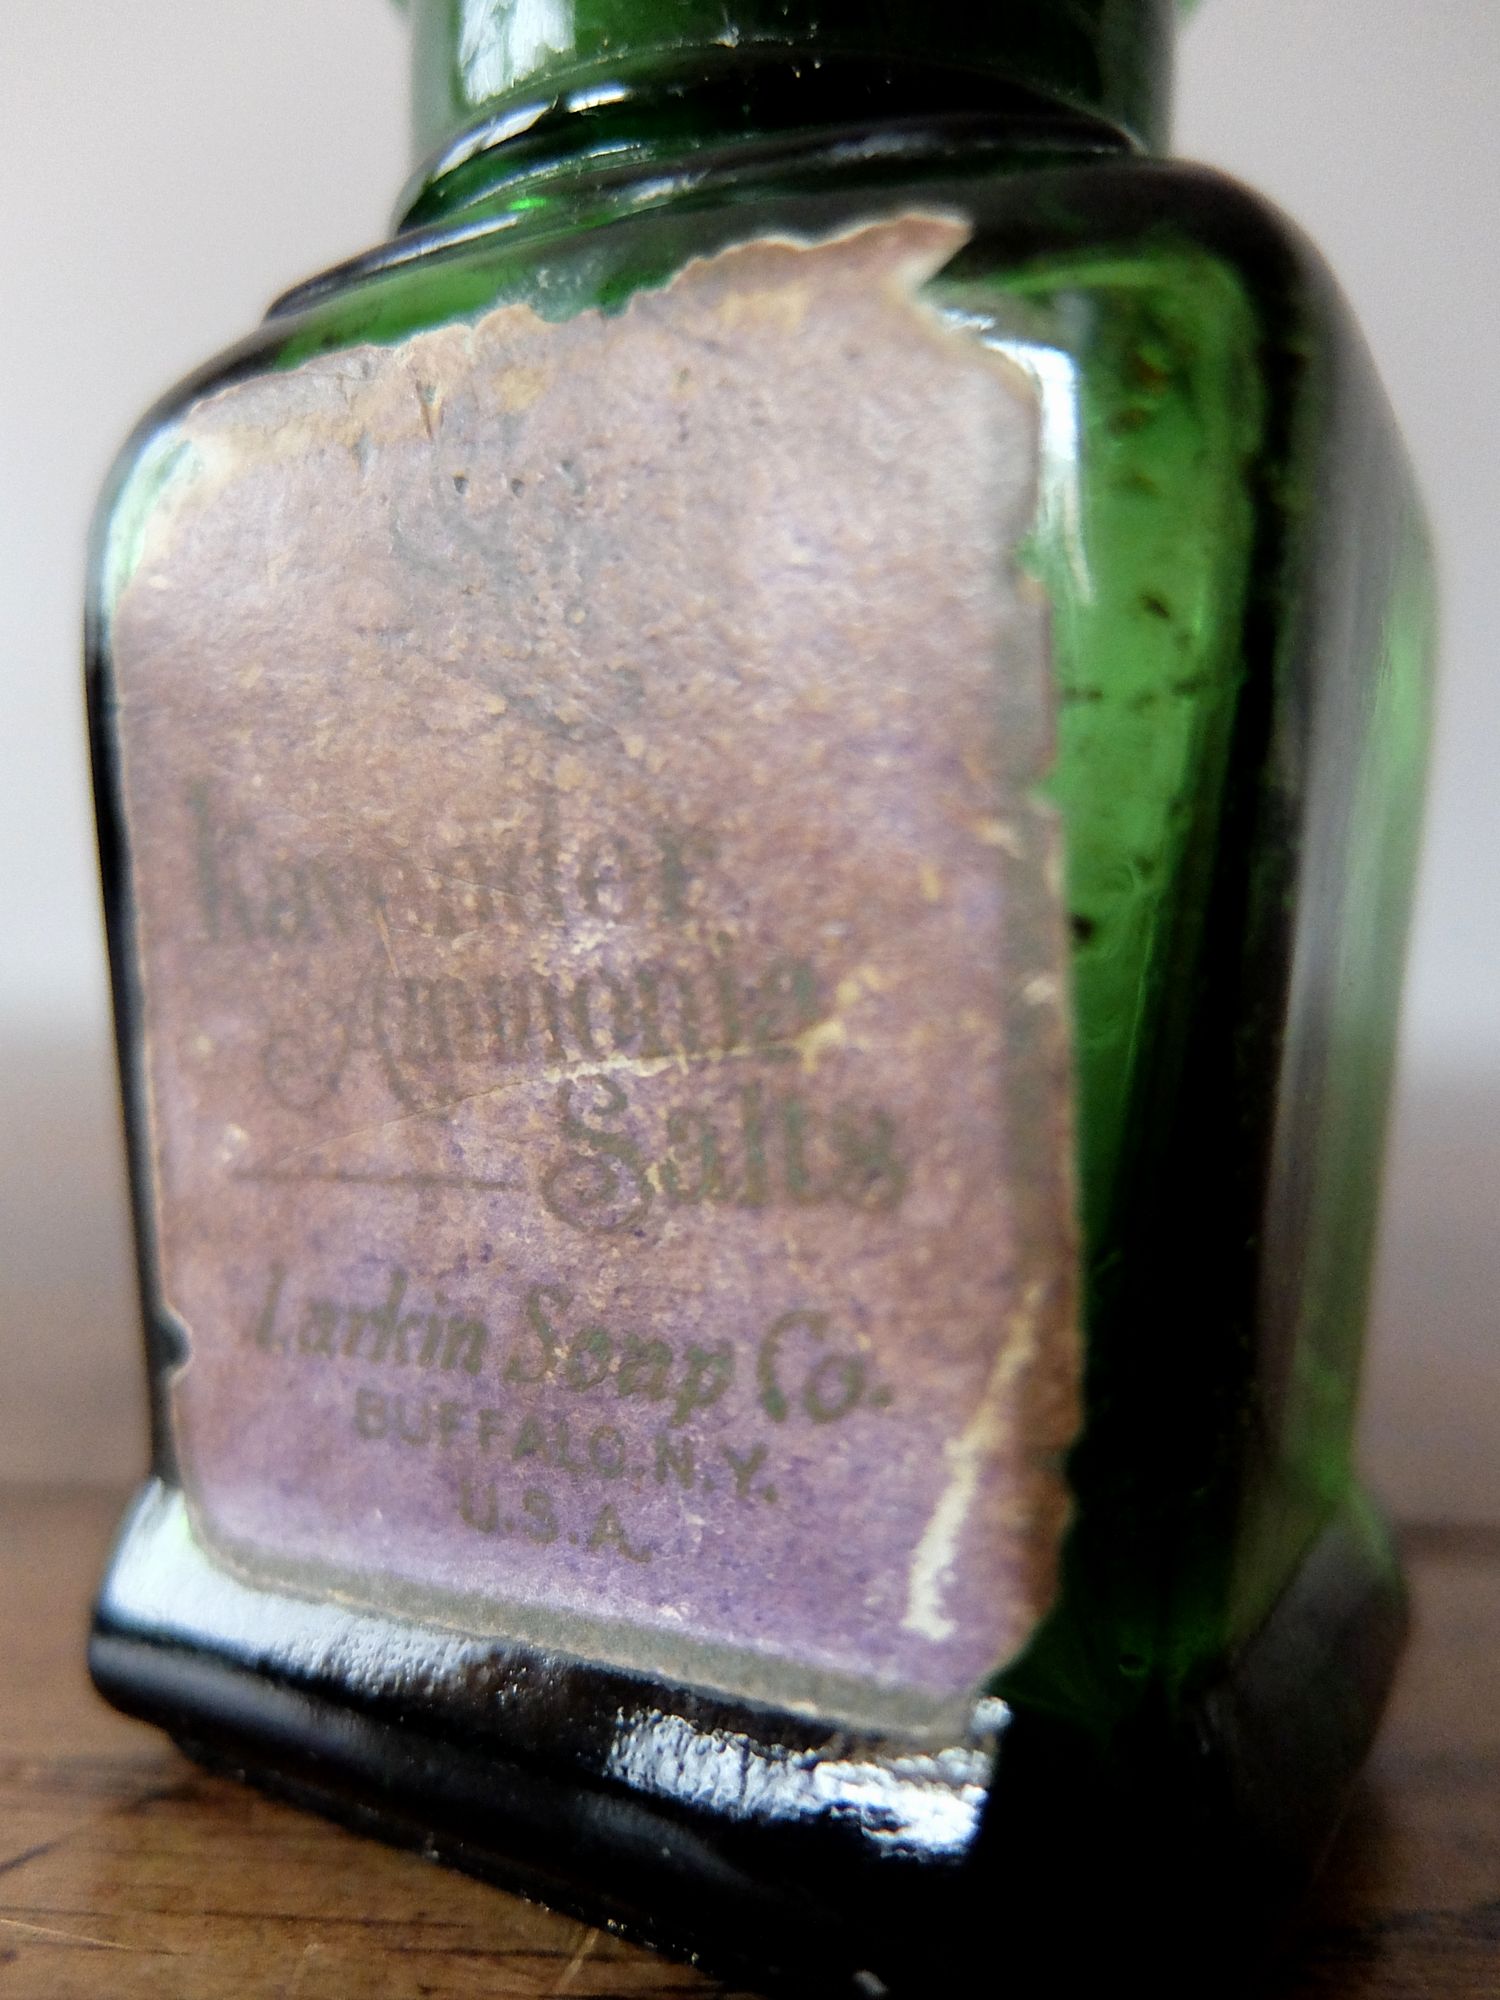 Lavender
Ammonia
Salts
Larkin Soap Co.
BUFFALO. N.Y.
U.S.A.